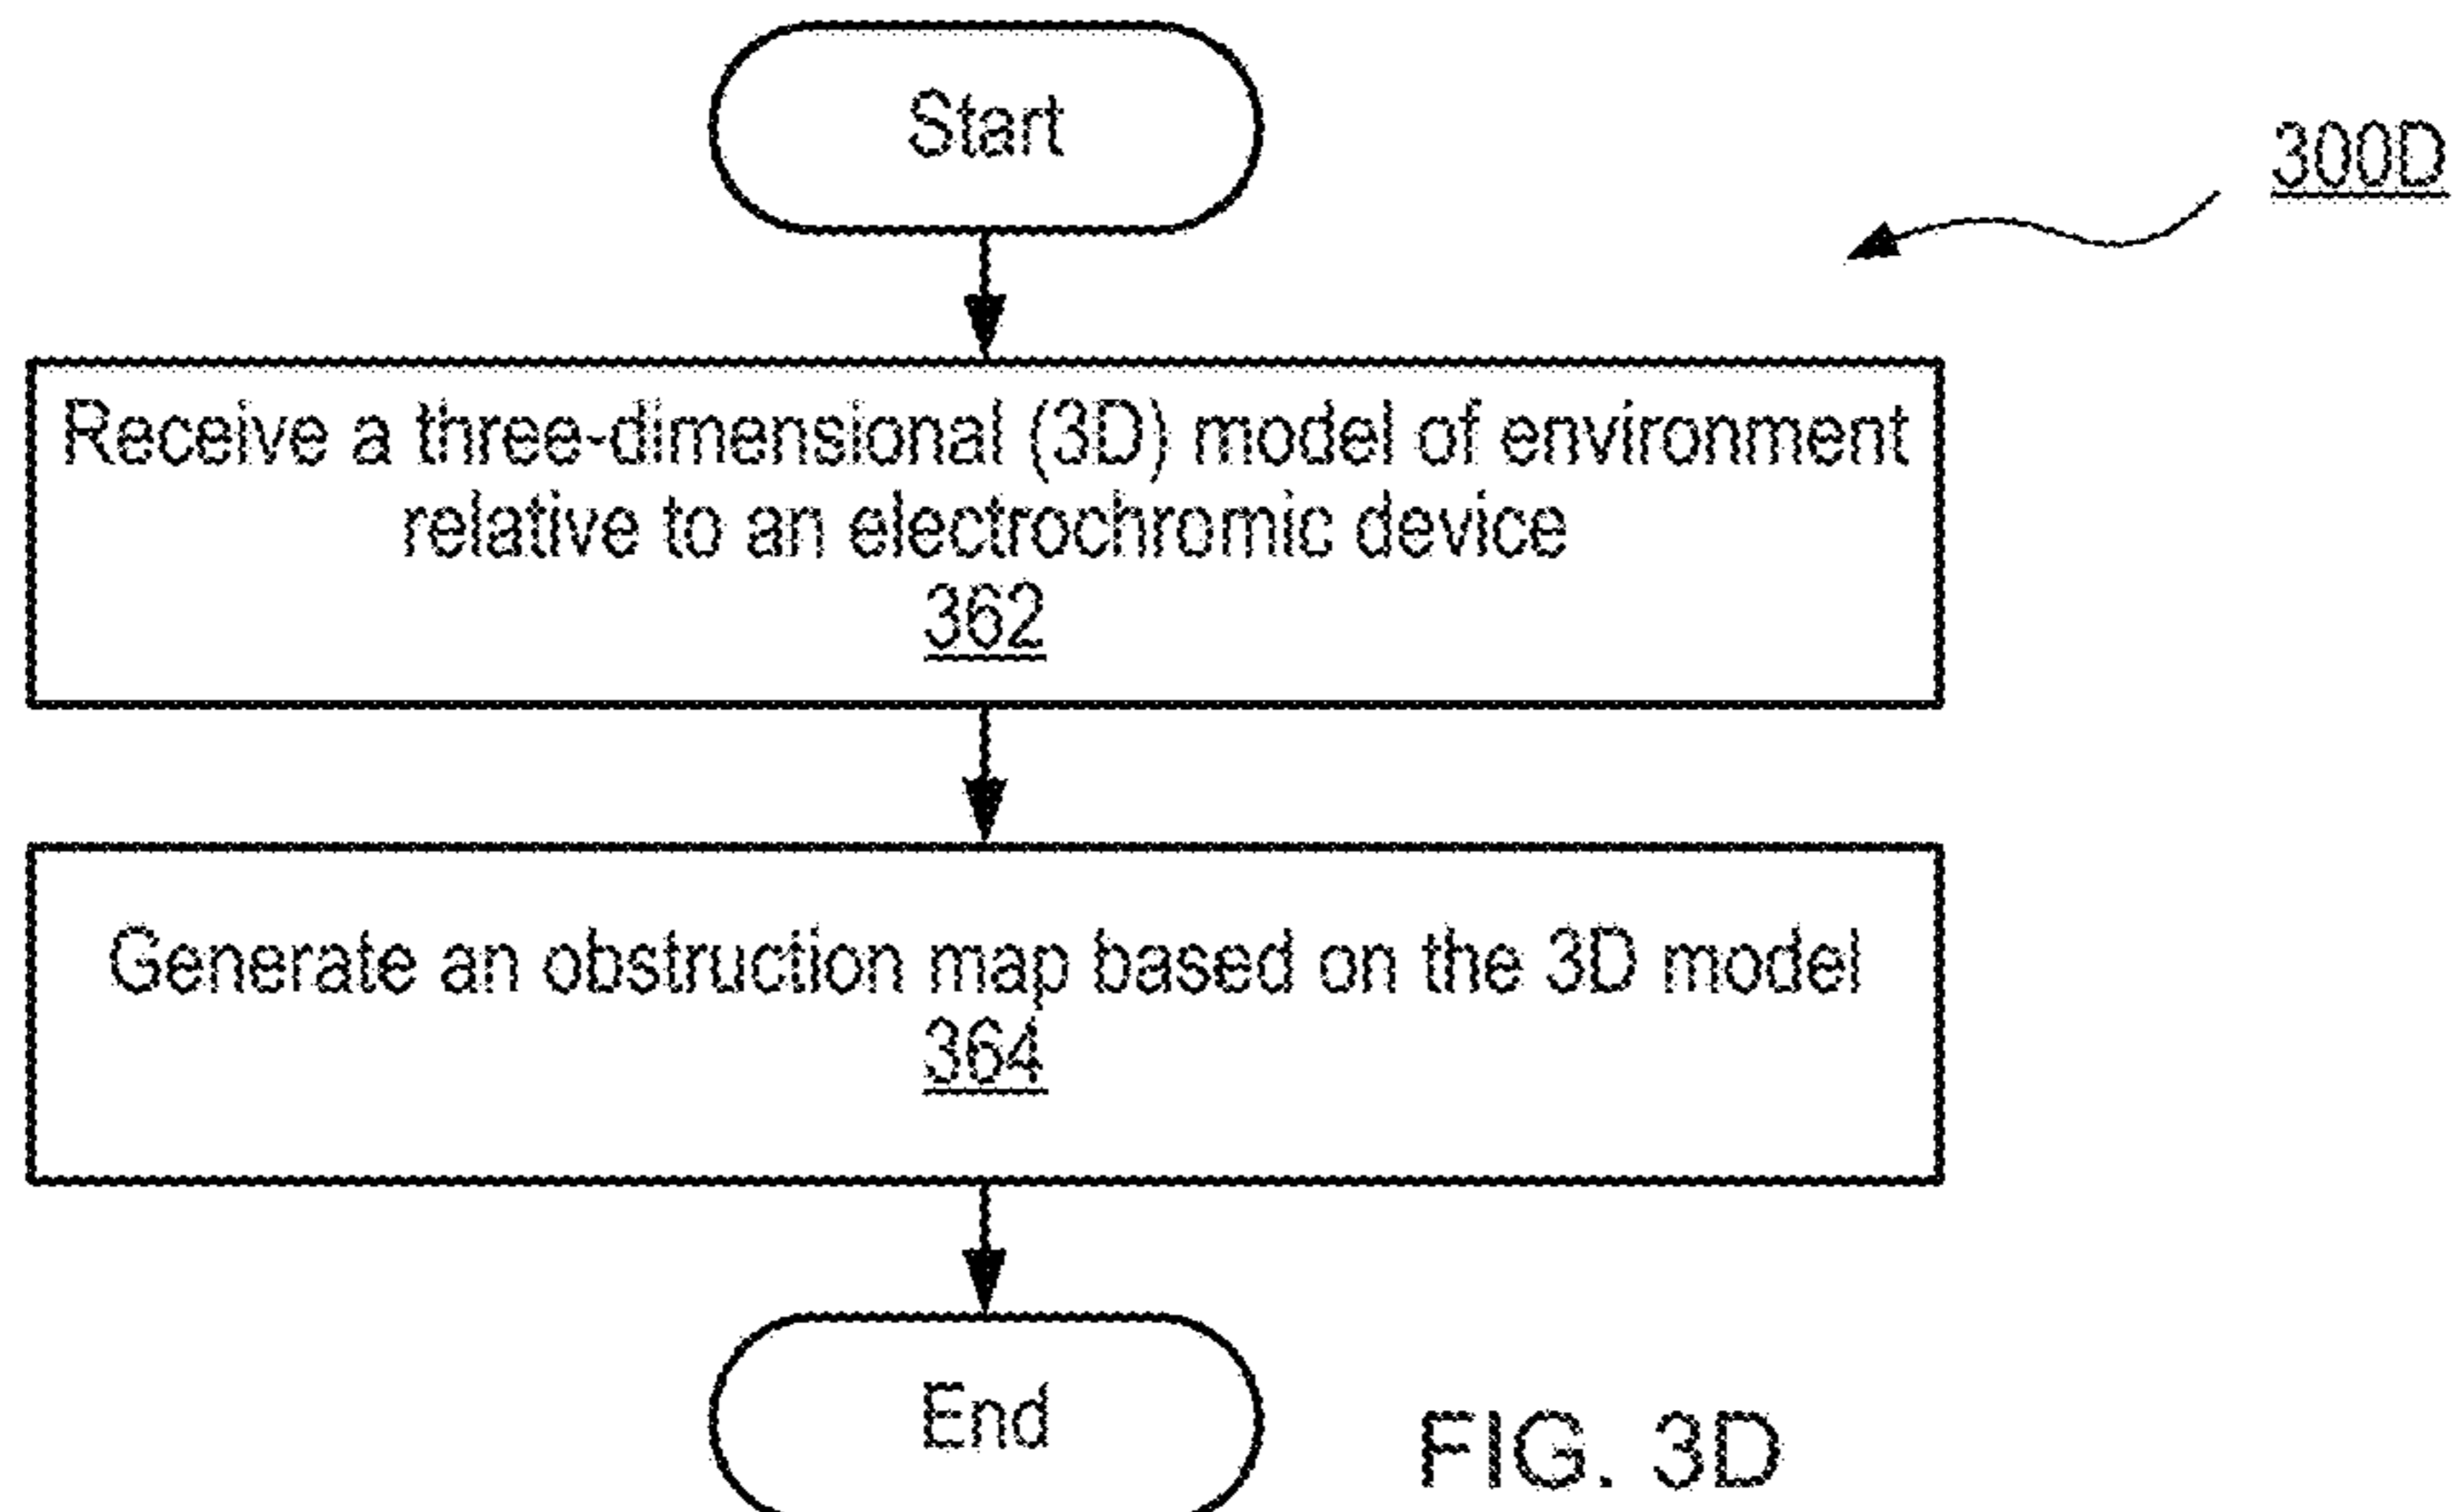 Start
300D
Receive a three-dimensional (3D) model of environment
relative to an electrochromic device
362
Generate an obstruction map based on the 3D model
364
End
FIG. 3D